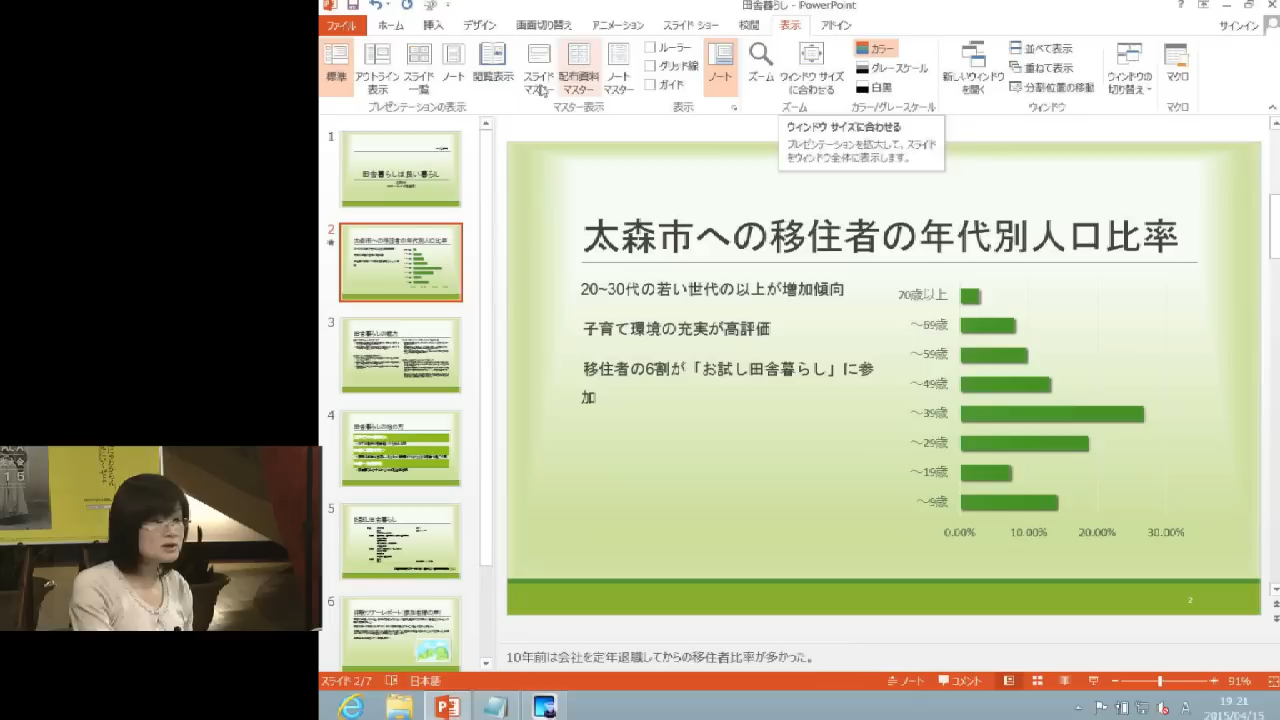 田舎暮らし - PowerPoint
ファイル ホーム 挿入 デザイン 画面切り替え アニメーション スライド ショー 校閲 表示 アドイン サインイン
標準 アウトライン表示 スライド一覧 ノート 閲覧表示
プレゼンテーションの表示
スライドマスター 配布資料マスター ノートマスター
マスター表示
ルーラー
グリッド線
ガイド
表示
ノート
ズーム ウィンドウ サイズに合わせる
ズーム
カラー
グレースケール
白黒
カラー/グレースケール
新しいウィンドウを開く
並べて表示
重ねて表示
分割位置の移動
ウィンドウの切り替え
ウィンドウ
マクロ
マクロ
ウィンドウ サイズに合わせる
プレゼンテーションを拡大して、スライド
をウィンドウ全体に表示します。
1
田舎暮らしは良い暮らし
2
太森市への移住者の年代別人口比率
3
田舎暮らしの魅力
4
5
お試し田舎暮らし
6
太森市への移住者の年代別人口比率
20~30代の若い世代の以上が増加傾向
子育て環境の充実が高評価
移住者の6割が「お試し田舎暮らし」に参
加
70歳以上
～69歳
～59歳
～49歳
～39歳
～29歳
～19歳
～9歳
0.00% 10.00% 20.00% 30.00%
2
10年前は会社を定年退職してからの移住者比率が多かった。
スライド 2/7 日本語 ノート コメント 91%
19:21
2015/04/15